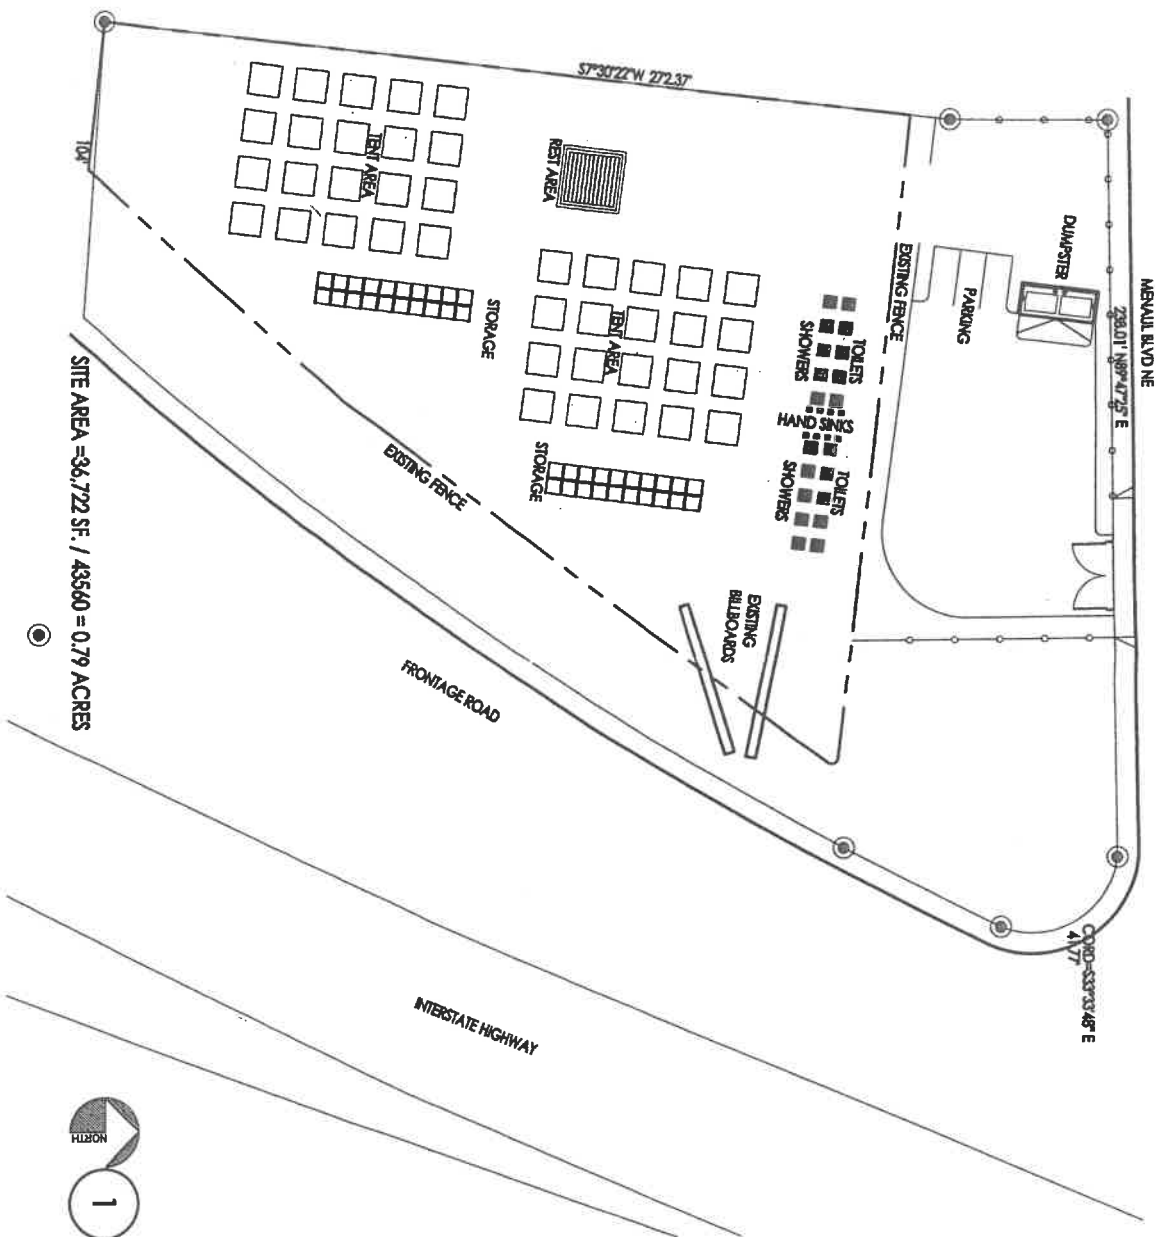 MENAUL BLVD NE
238.01' N89°47'25" E
S7°30'22"W 272.37'
DUMPSTER
PARKING
EXISTING FENCE
TOILETS
SHOWERS
HAND SINKS
TOILETS
SHOWERS
REST AREA
TENT AREA
TENT AREA
STORAGE
STORAGE
EXISTING
BILLBOARDS
EXISTING FENCE
104'
CORD=S33°33'48" E
41.77'
FRONTAGE ROAD
INTERSTATE HIGHWAY
SITE AREA =36,722 SF. / 43560 = 0.79 ACRES
NORTH
1